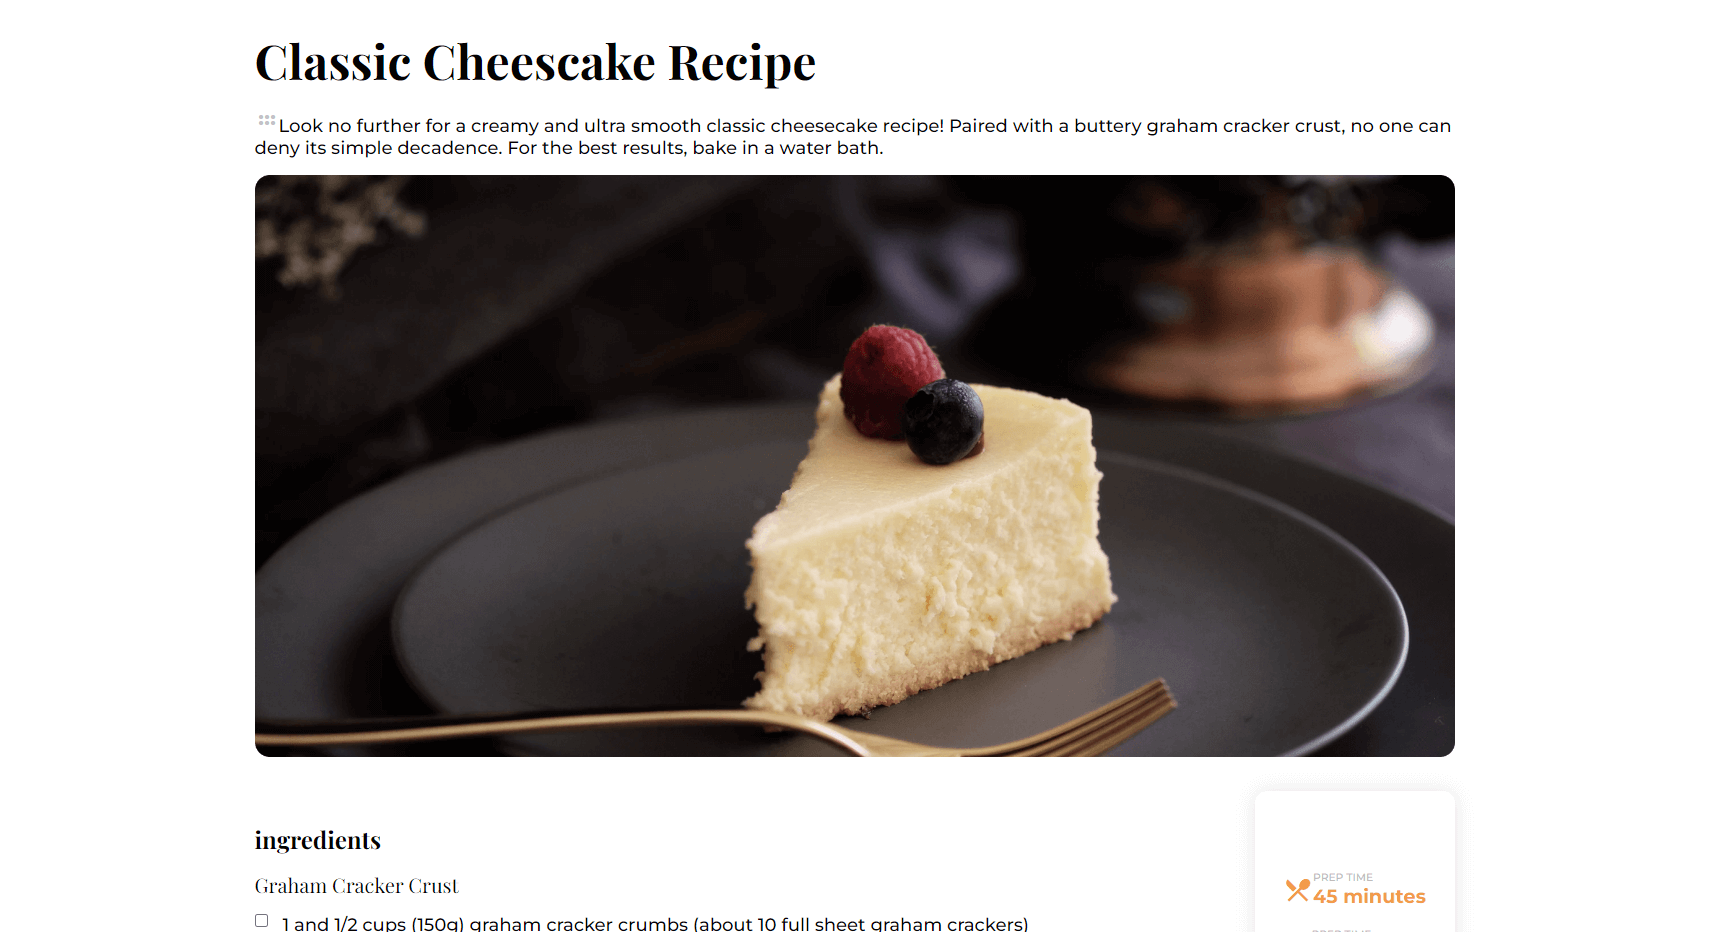 Classic Cheescake Recipe
Look no further for a creamy and ultra smooth classic cheesecake recipe! Paired with a buttery graham cracker crust, no one can
deny its simple decadence. For the best results, bake in a water bath.
ingredients
Graham Cracker Crust
1 and 1/2 cups (150g) graham cracker crumbs (about 10 full sheet graham crackers)
PREP TIME
45 minutes
PREP TIME